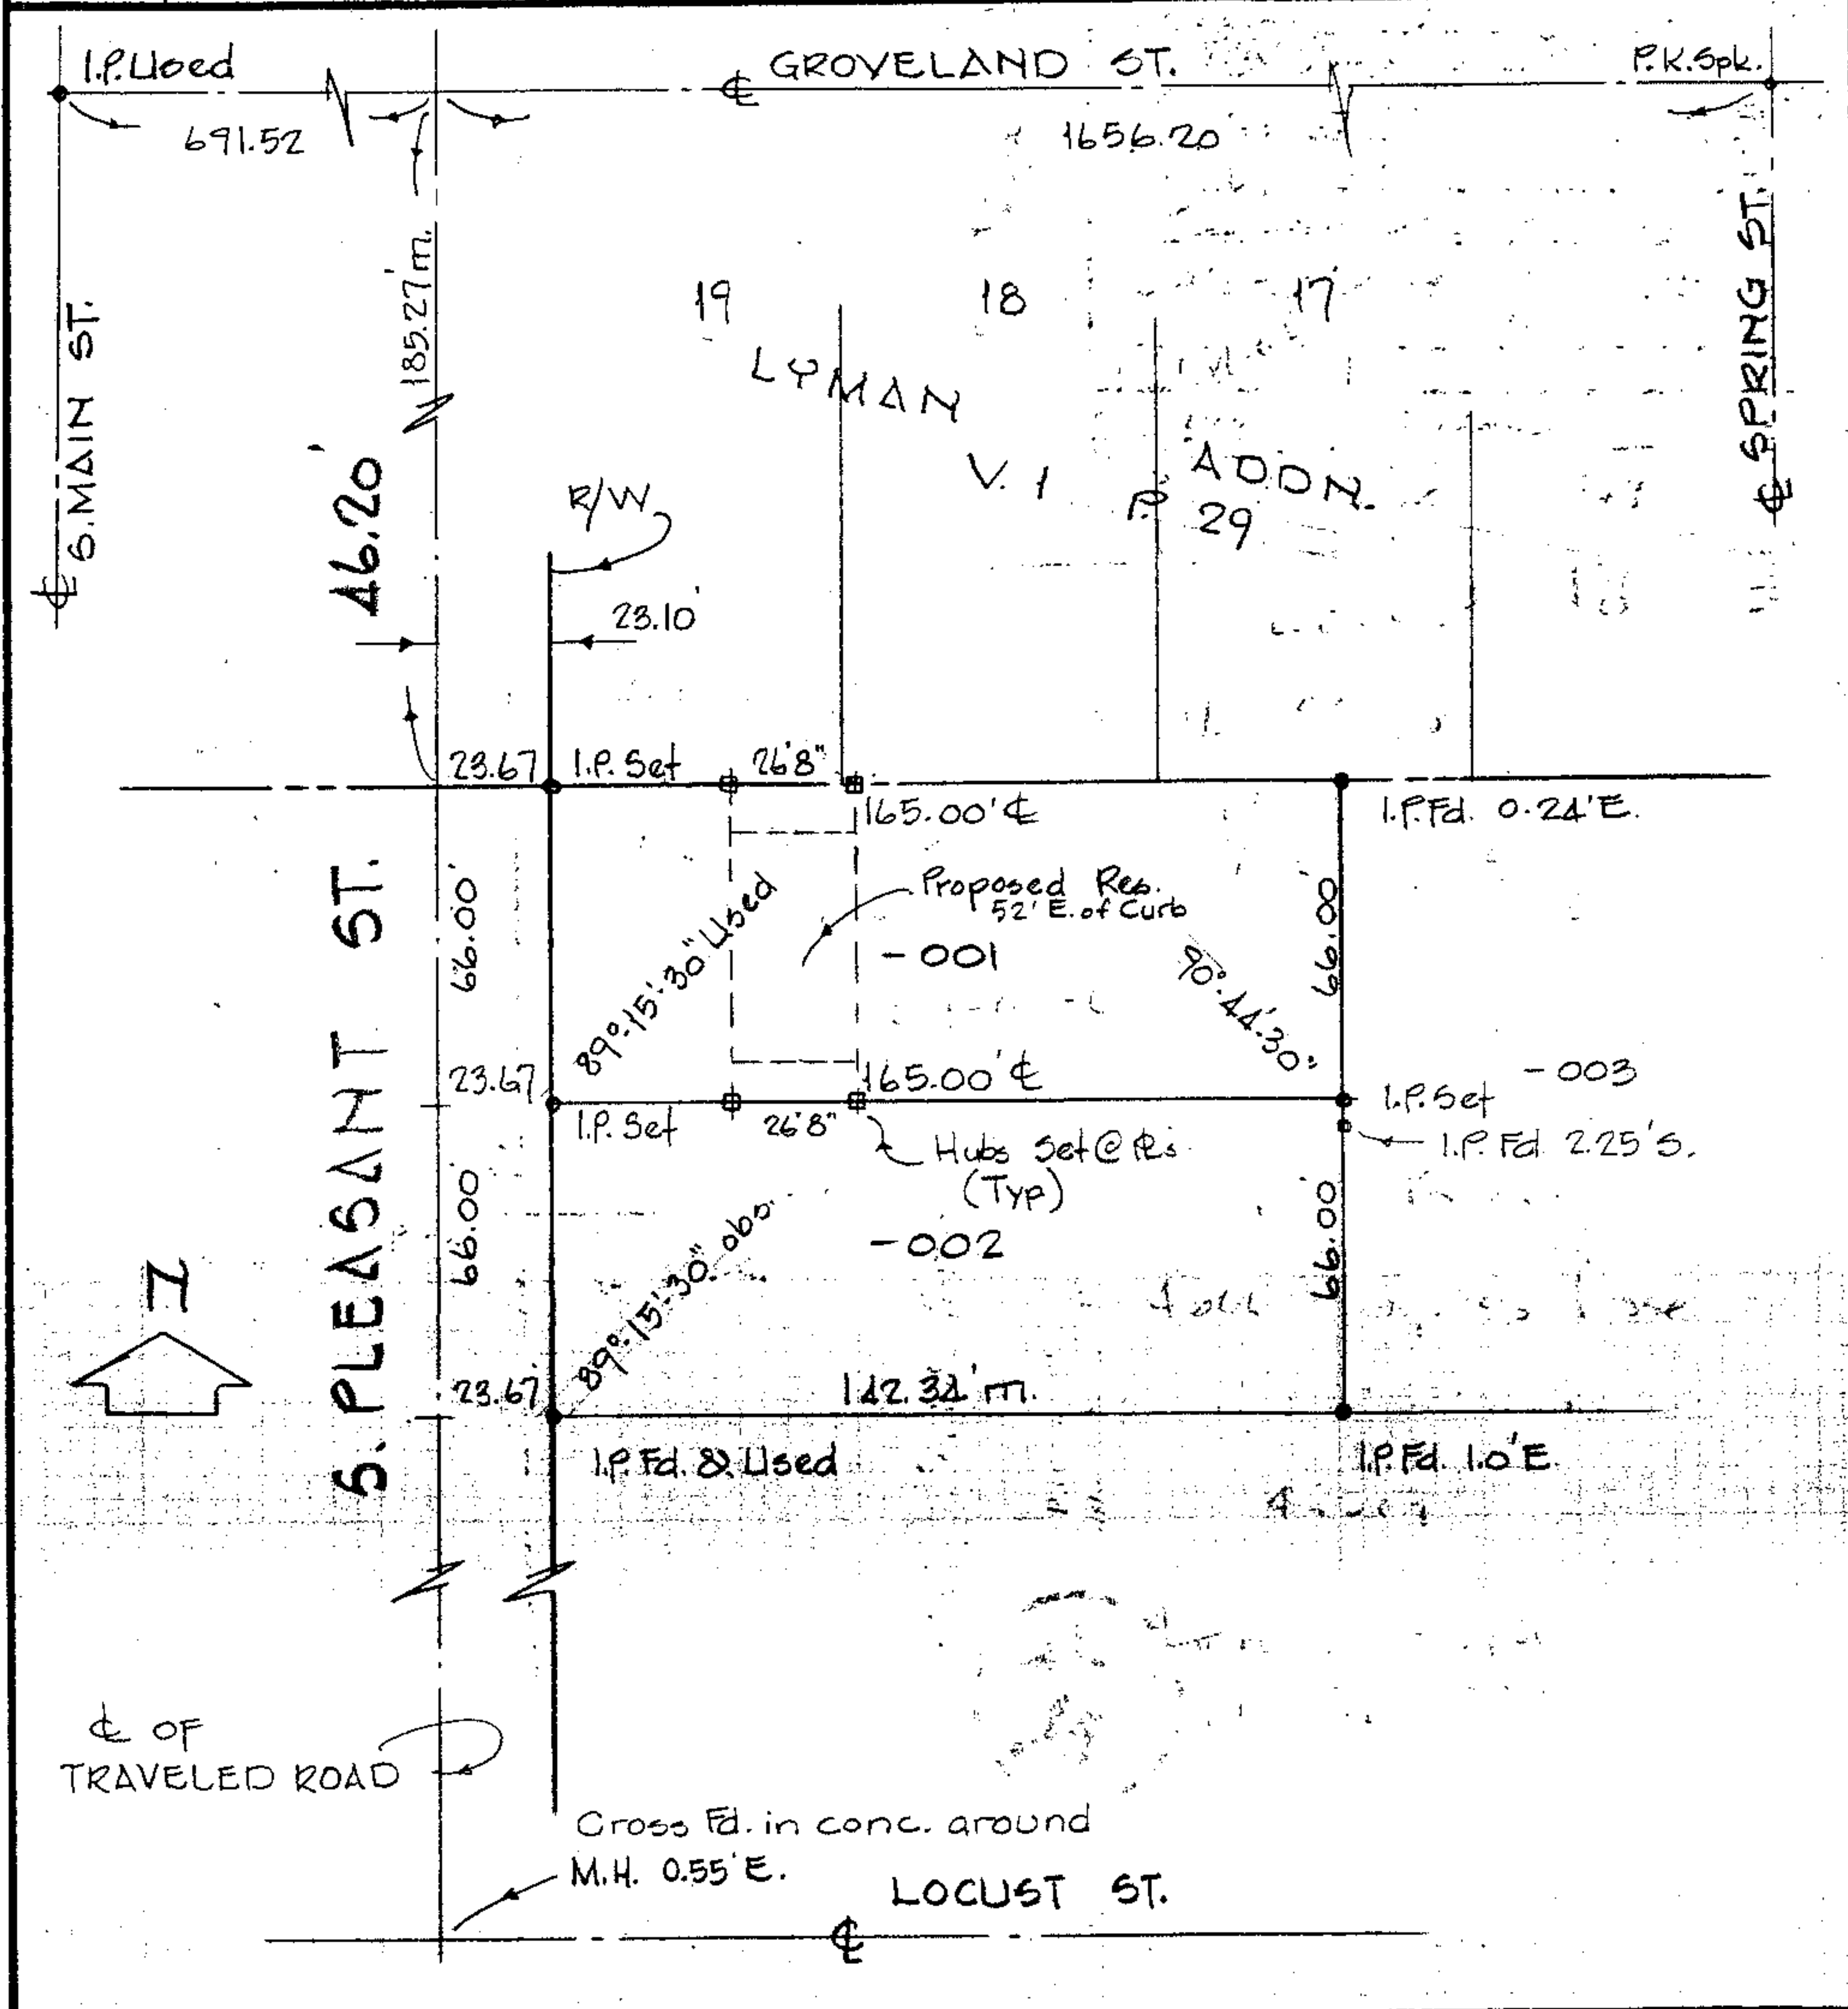 I.P. Used
GROVELAND ST.
P.K. Spk.
691.52
1656.20
185.27'm.
S. MAIN ST.
SPRING ST.
19
18
17
LYMAN
ADDN.
V. 1 P. 29
46.20'
R/W
23.10'
23.67
I.P. Set
26'8"
165.00' ℄
I.P. Fd. 0.24'E.
S. PLEASANT ST.
66.00'
89°-15'-30" Used
Proposed Res.
52' E. of Curb
-001
90°-44'-30"
66.00'
23.67
I.P. Set
26'8"
165.00' ℄
I.P. Set
-003
I.P. Fd. 2.25'S.
Hubs Set @ ℞s
(Typ)
66.00'
89°-15'-30" obs.
-002
66.00'
N
23.67'
142.34'm.
I.P. Fd. & Used
I.P. Fd. 1.0'E.
℄ OF
TRAVELED ROAD
Cross Fd. in conc. around
M.H. 0.55'E.
LOCUST ST.
℄